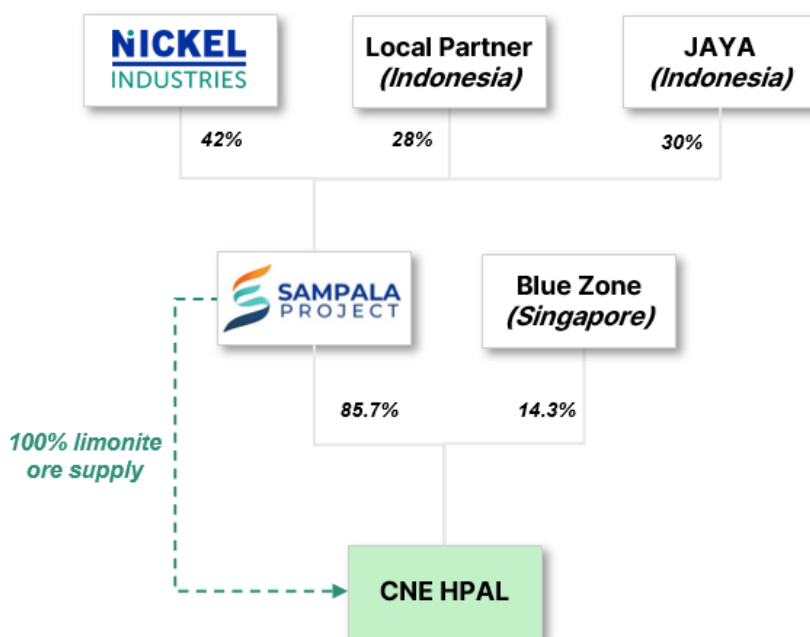 NICKEL
INDUSTRIES
Local Partner
(Indonesia)
JAYA
(Indonesia)
42%
28%
30%
SAMPALA
PROJECT
Blue Zone
(Singapore)
85.7%
14.3%
100% limonite
ore supply
CNE HPAL